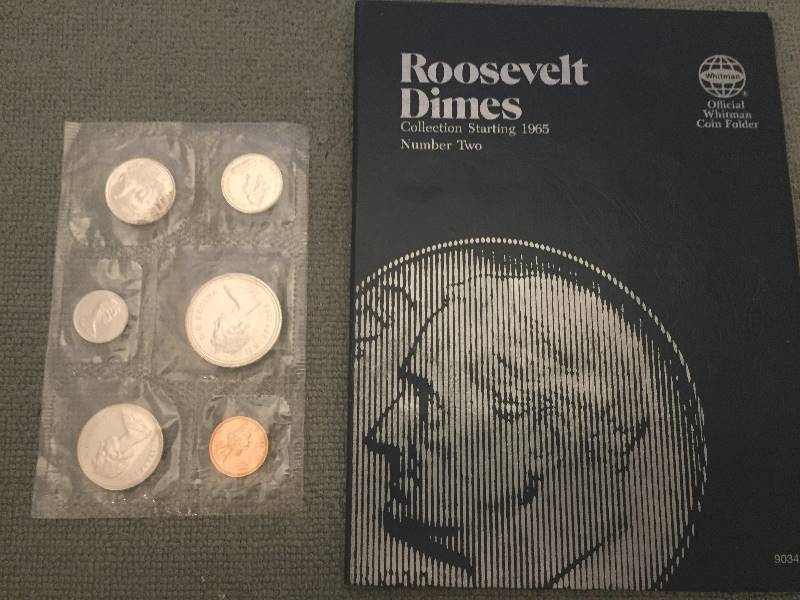 Roosevelt
Dimes
Collection Starting 1965
Number Two
Whitman
®
Official
Whitman
Coin Folder
9034